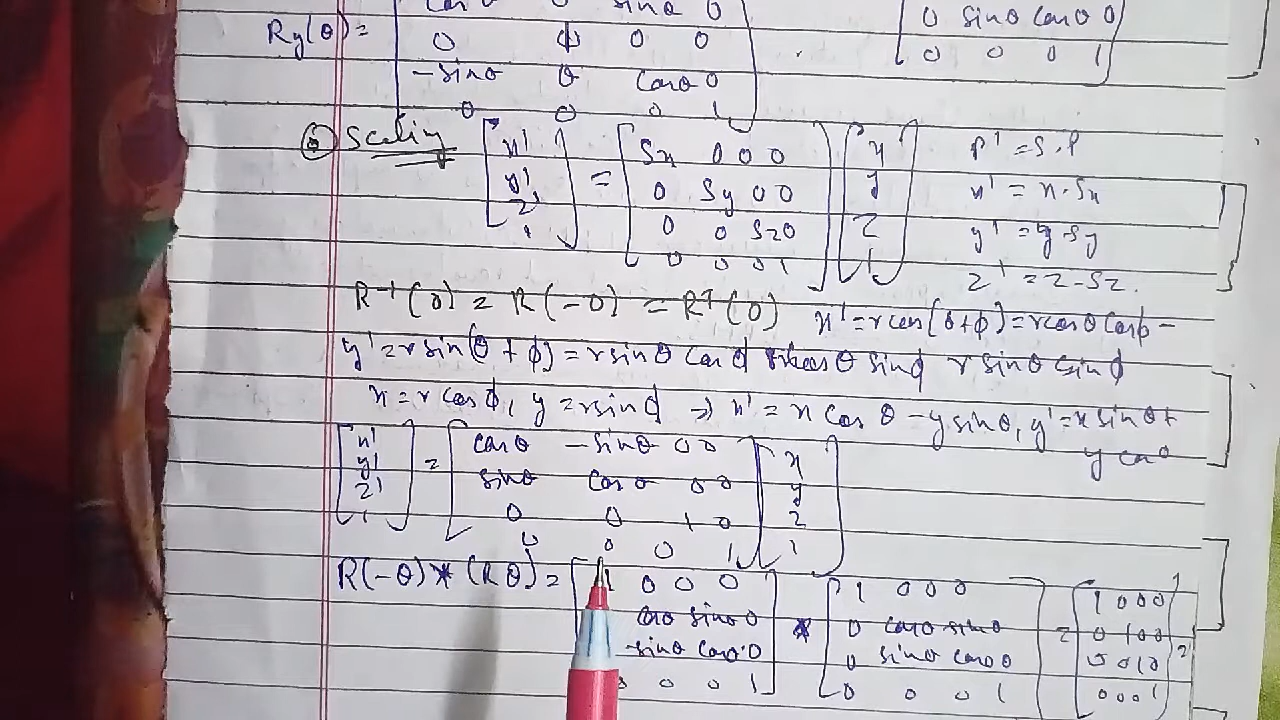 Ry(θ)=
0 sinθ 0
0 1 0 0
-sinθ 0 cosθ 0
0 0 0 1
0 sinθ cosθ 0
0 0 0 1
⑥ Scaling
x' y' z' 1 = Sx 0 0 0 x
0 Sy 0 0 y
0 0 Sz 0 z
0 0 0 1 1
P' = S.P
x' = x.Sx
y' = y.Sy
z' = z-Sz.
R⁻¹(θ) = R(-θ) = Rᵀ(θ) x' = r cos(θ+φ) = r cosθ cosφ -
y' = r sin(θ + φ) = r sinθ cosφ + r cosθ sinφ r sinθ sinφ
x = r cosφ, y = r sinφ ⇒ x' = x cosθ - y sinθ, y' = x sinθ +
y cosθ
x' y' z' 1 = cosθ -sinθ 0 0 x
sinθ cosθ 0 0 y
0 0 1 0 z
0 0 0 1 1
R(-θ) * (Rθ) = 1 0 0 0 * 1 0 0 0 = 1 0 0 0
cosθ sinθ 0 0 cosθ sinθ 0 1 0 0
-sinθ cosθ 0 0 sinθ cosθ 0 0 0 1 0
0 0 1 0 0 0 1 0 0 0 1